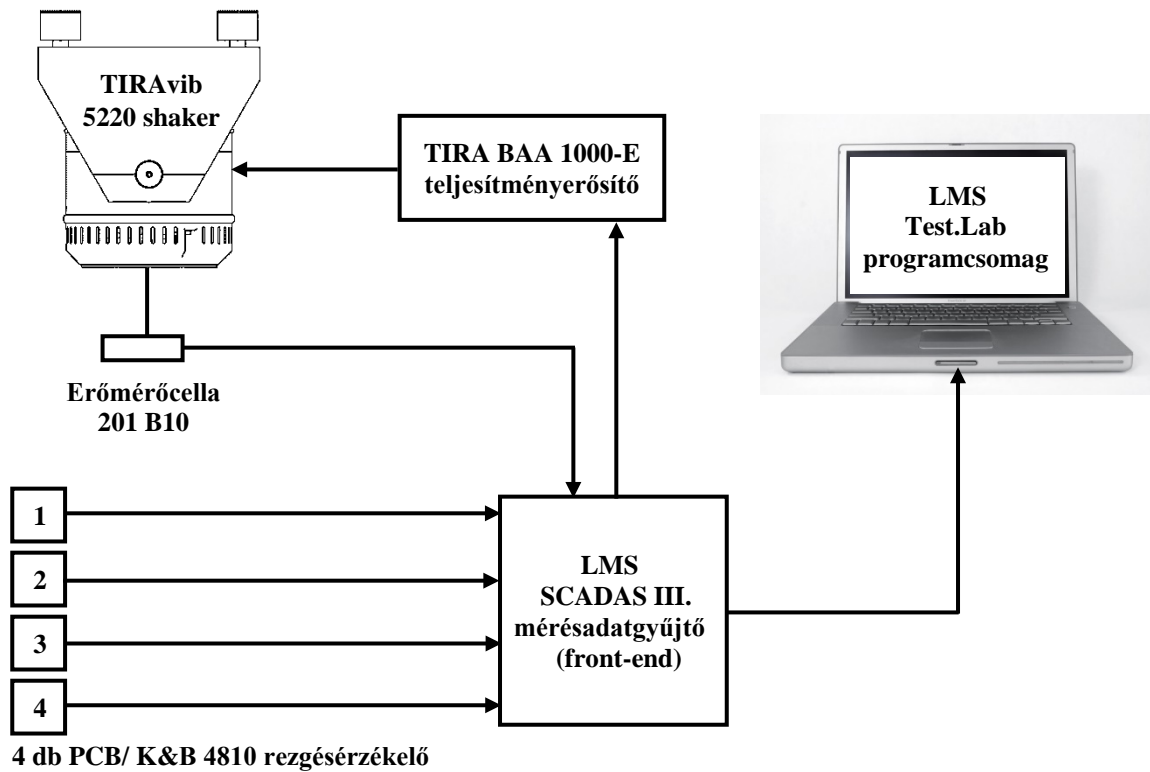 TIRAvib
5220 shaker
TIRA BAA 1000-E
teljesítményerősítő
LMS
Test.Lab
programcsomag
Erőmérőcella
201 B10
1
2
3
4
LMS
SCADAS III.
mérésadatgyűjtő
(front-end)
4 db PCB/ K&B 4810 rezgésérzékelő